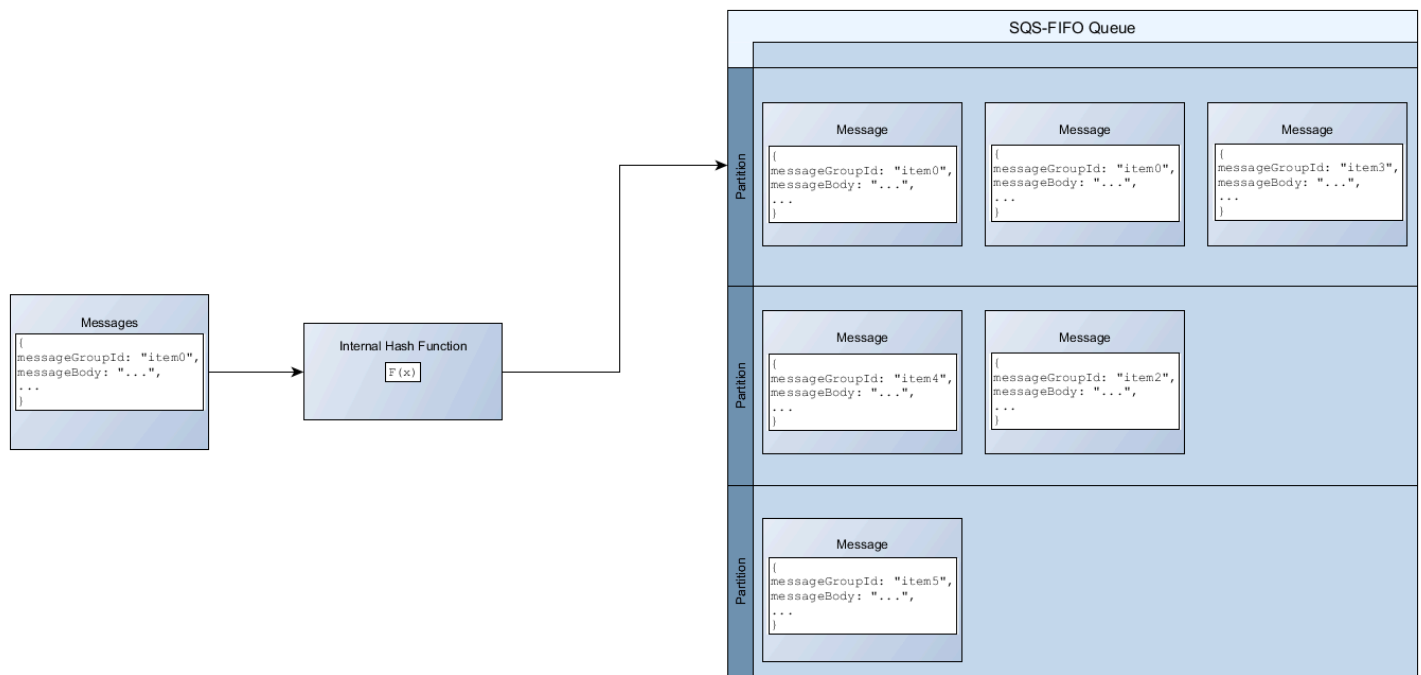 SQS-FIFO Queue
Partition
Message
{
messageGroupId: "item0",
messageBody: "...",
...
}
Message
{
messageGroupId: "item0",
messageBody: "...",
...
}
Message
{
messageGroupId: "item3",
messageBody: "...",
...
}
Messages
{
messageGroupId: "item0",
messageBody: "...",
...
}
Internal Hash Function
F(x)
Partition
Message
{
messageGroupId: "item4",
messageBody: "...",
...
}
Message
{
messageGroupId: "item2",
messageBody: "...",
...
}
Partition
Message
{
messageGroupId: "item5",
messageBody: "...",
...
}